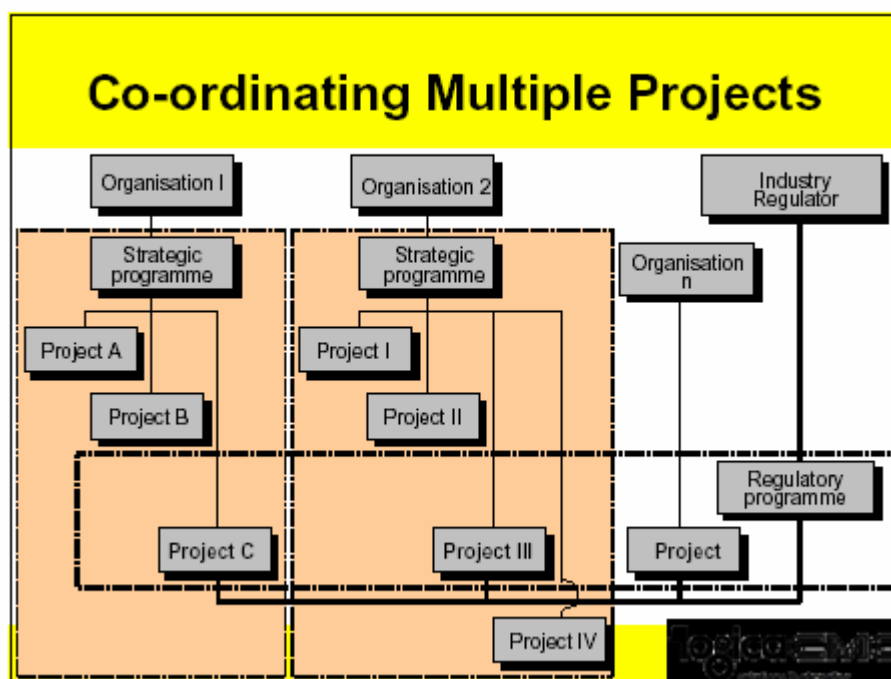 Co-ordinating Multiple Projects
Organisation I
Organisation 2
Industry
Regulator
Strategic
programme
Strategic
programme
Organisation
n
Project A
Project I
Project B
Project II
Regulatory
programme
Project C
Project III
Project
Project IV